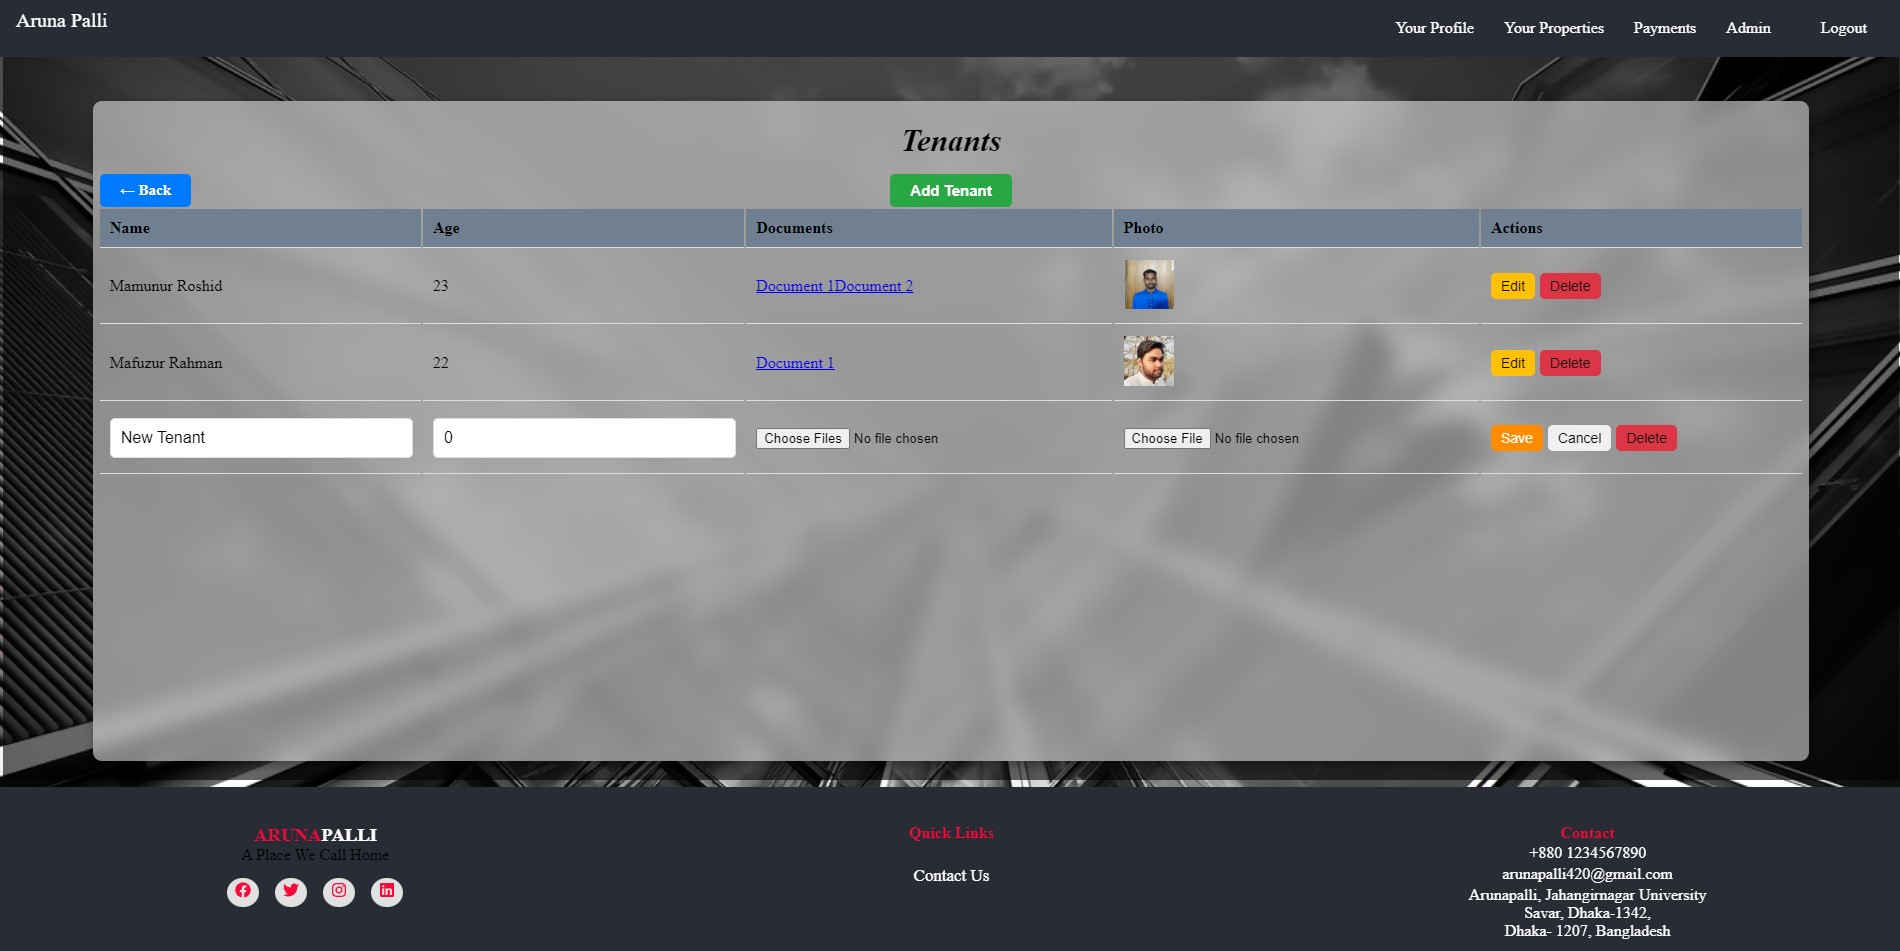 Aruna Palli
Your Profile Your Properties Payments Admin Logout
Tenants
← Back Add Tenant
Name Age Documents Photo Actions
Mamunur Roshid 23 Document 1Document 2 Edit Delete
Mafuzur Rahman 22 Document 1 Edit Delete
New Tenant 0 Choose Files No file chosen Choose File No file chosen Save Cancel Delete
ARUNAPALLI
A Place We Call Home
Quick Links
Contact Us
Contact
+880 1234567890
arunapalli420@gmail.com
Arunapalli, Jahangirnagar University
Savar, Dhaka-1342,
Dhaka- 1207, Bangladesh